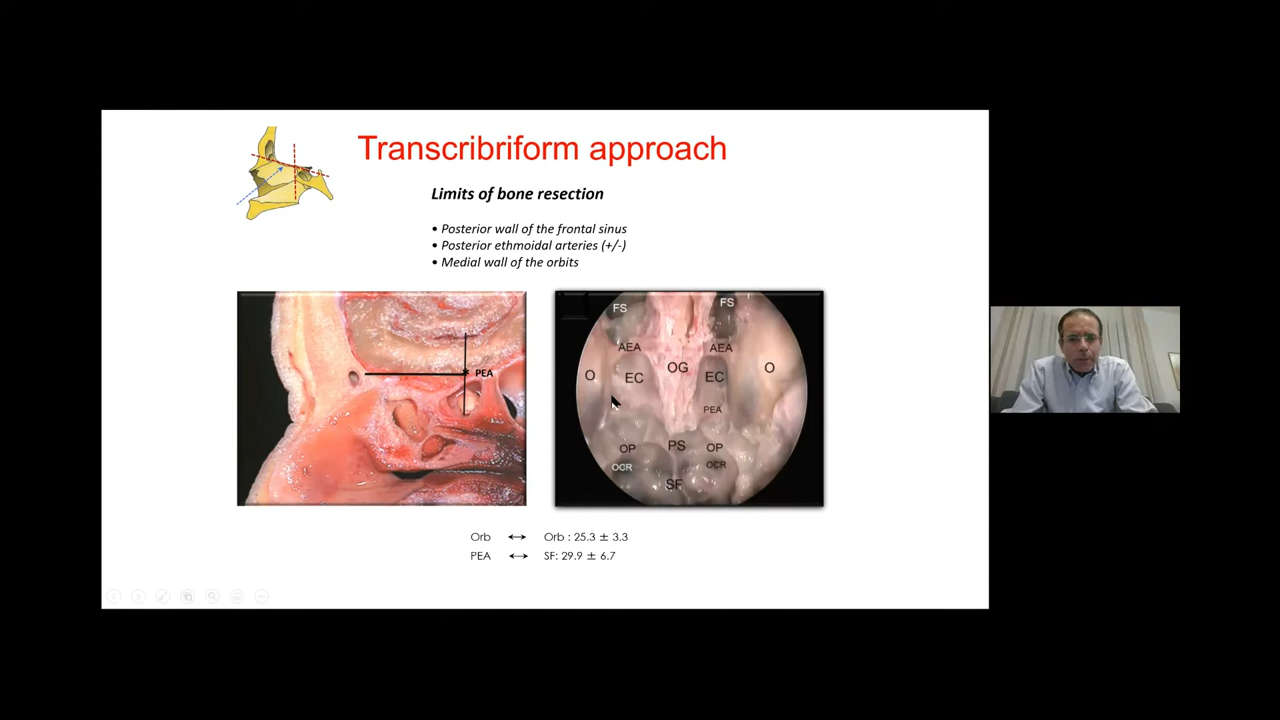 Transcribriform approach
Limits of bone resection
• Posterior wall of the frontal sinus
• Posterior ethmoidal arteries (+/-)
• Medial wall of the orbits
PEA
FS FS
AEA AEA
O EC OG EC O
PEA
OP PS OP
OCR OCR
SF
Orb ↔ Orb : 25.3 ± 3.3
PEA ↔ SF: 29.9 ± 6.7